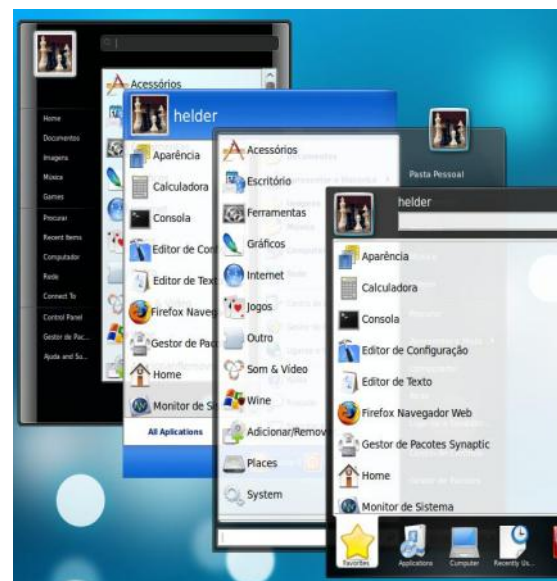 Acessórios
Home
Documentos
Imagens
Música
Games
Procurar
Recent Items
Computador
Rede
Connect To
Control Panel
Gestor de Pac...
Ajuda and Su...
helder
Aparência
Calculadora
Consola
Editor de Con
Editor de Text
Firefox Naveg
Gestor de Paco
Home
Monitor de Si
All Aplications
Acessórios
Escritório
Ferramentas
Gráficos
Internet
Jogos
Outro
Som & Vídeo
Wine
Adicionar/Remov
Places
System
Pasta Pessoal
helder
Aparência
Calculadora
Consola
Editor de Configuração
Editor de Texto
Firefox Navegador Web
Gestor de Pacotes Synaptic
Home
Monitor de Sistema
Favorites
Applications
Computer
Recently Us...